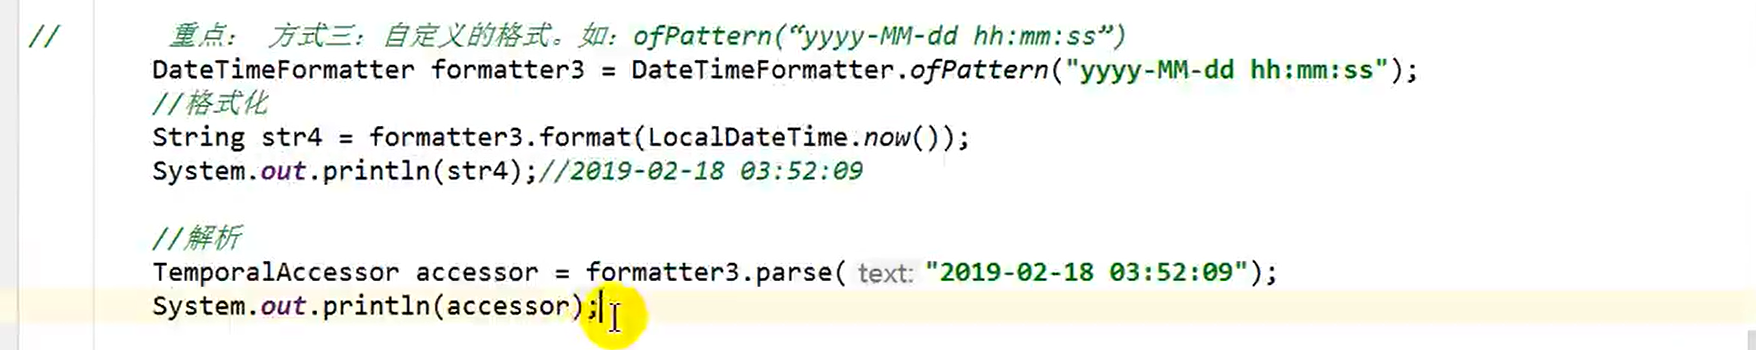 //        重点： 方式三：自定义的格式。如：ofPattern(“yyyy-MM-dd hh:mm:ss”)
DateTimeFormatter formatter3 = DateTimeFormatter.ofPattern("yyyy-MM-dd hh:mm:ss");
//格式化
String str4 = formatter3.format(LocalDateTime.now());
System.out.println(str4);//2019-02-18 03:52:09
//解析
TemporalAccessor accessor = formatter3.parse( text: "2019-02-18 03:52:09");
System.out.println(accessor);